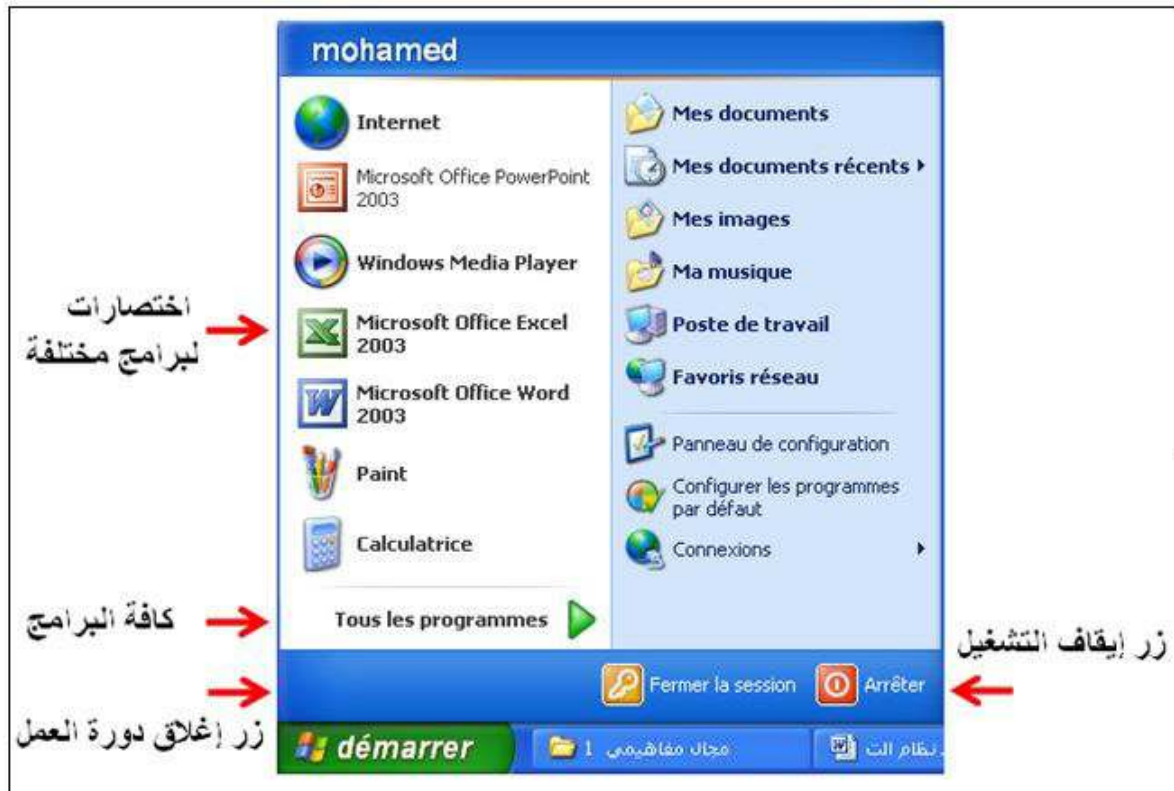 mohamed
Internet
Microsoft Office PowerPoint
2003
Windows Media Player
Microsoft Office Excel
2003
Microsoft Office Word
2003
Paint
Calculatrice
Tous les programmes
Mes documents
Mes documents récents
Mes images
Ma musique
Poste de travail
Favoris réseau
Panneau de configuration
Configurer les programmes
par défaut
Connexions
Fermer la session
Arrêter
démarrer
مجال مفاهيمي 1
نظام الت
اختصارات
لبرامج مختلفة
كافة البرامج
زر إغلاق دورة العمل
زر إيقاف التشغيل